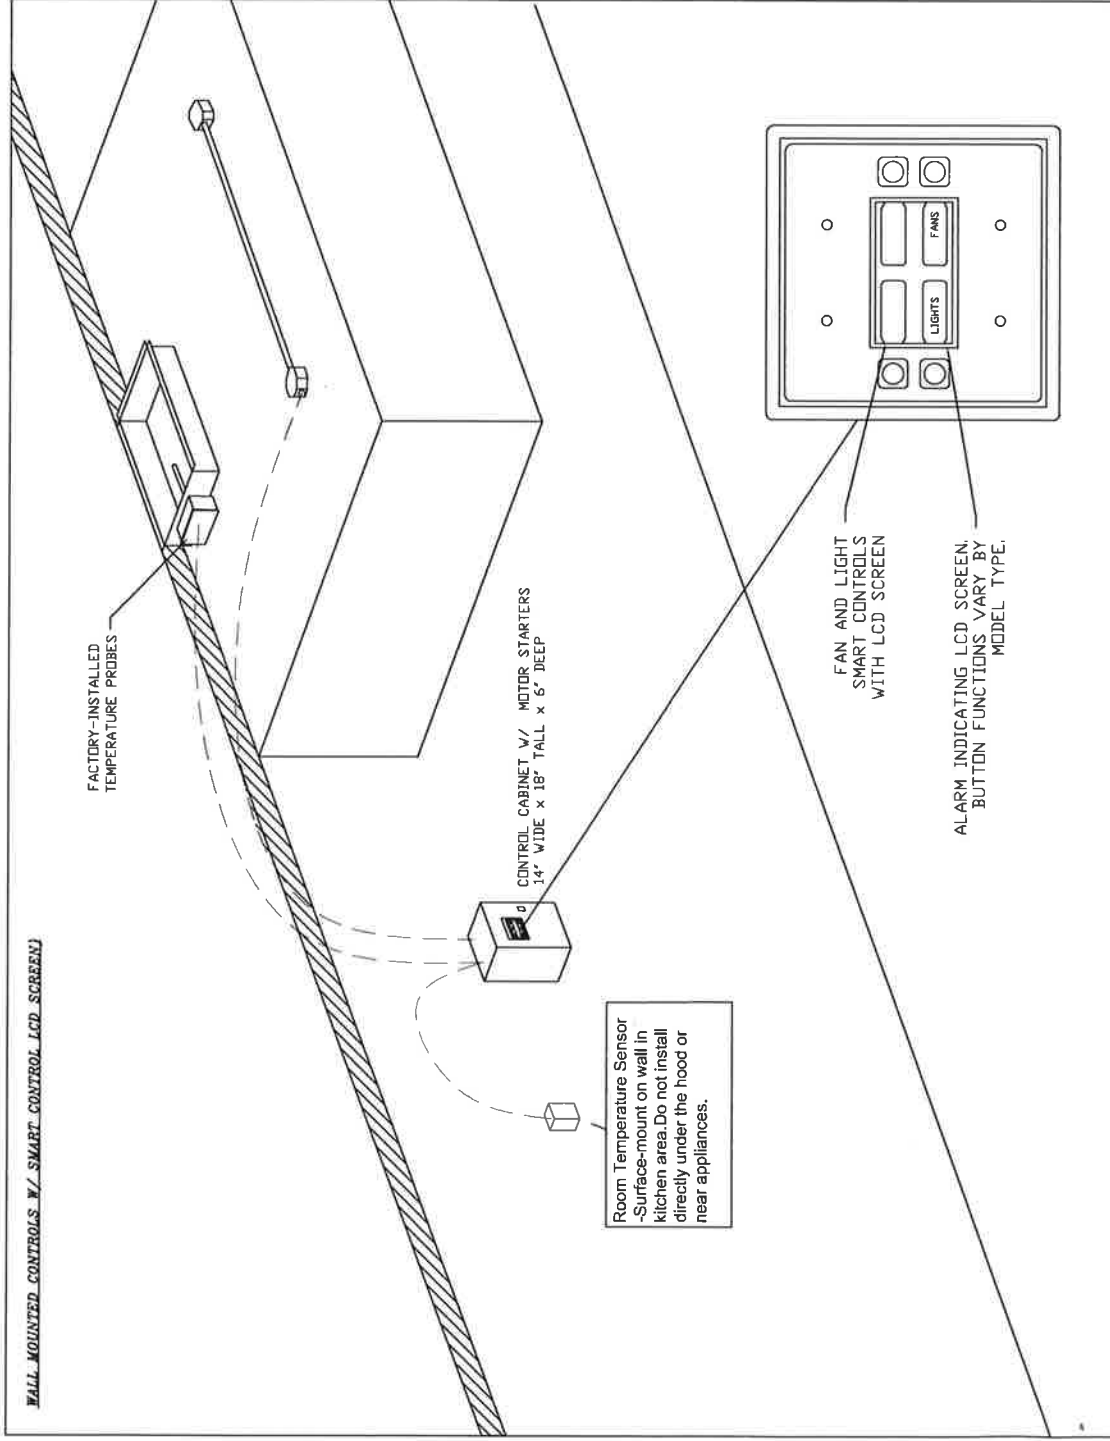 WALL MOUNTED CONTROLS W/ SMART CONTROL LCD SCREEN)
FACTORY-INSTALLED
TEMPERATURE PROBES
CONTROL CABINET W/ MOTOR STARTERS
14" WIDE x 18" TALL x 6" DEEP
Room Temperature Sensor
-Surface-mount on wall in
kitchen area.Do not install
directly under the hood or
near appliances.
FAN AND LIGHT
SMART CONTROLS
WITH LCD SCREEN
ALARM INDICATING LCD SCREEN.
BUTTON FUNCTIONS VARY BY
MODEL TYPE.
LIGHTS
FANS